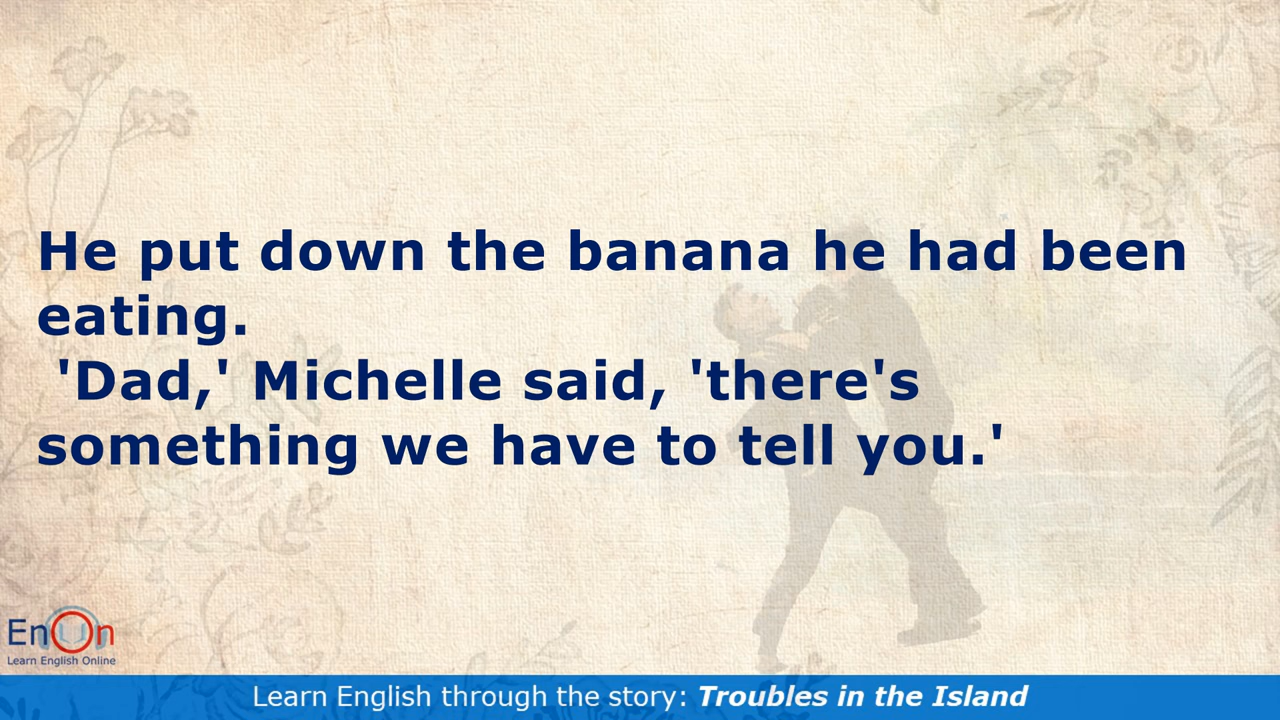 He put down the banana he had been
eating.
'Dad,' Michelle said, 'there's
something we have to tell you.'
EnOn
Learn English Online
Learn English through the story: Troubles in the Island